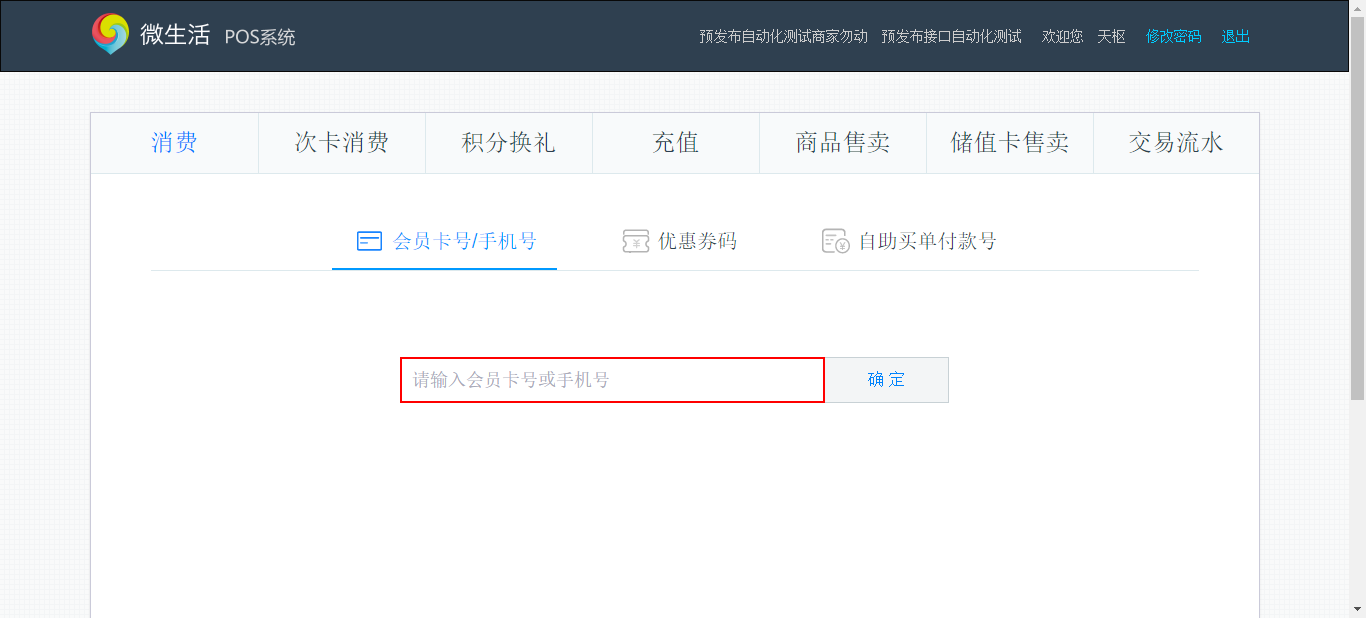 微生活 POS系统 预发布自动化测试商家勿动 预发布接口自动化测试 欢迎您 天枢 修改密码 退出
消费 次卡消费 积分换礼 充值 商品售卖 储值卡售卖 交易流水
会员卡号/手机号 优惠券码 自助买单付款号
请输入会员卡号或手机号 确 定